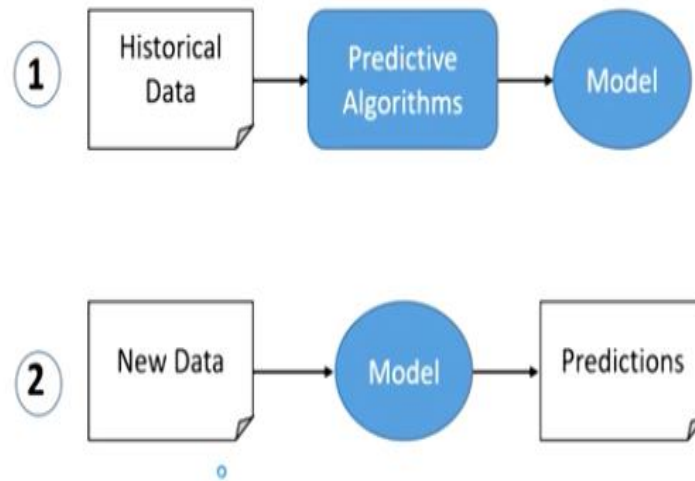 1
Historical
Data
Predictive
Algorithms
Model
2
New Data
Model
Predictions